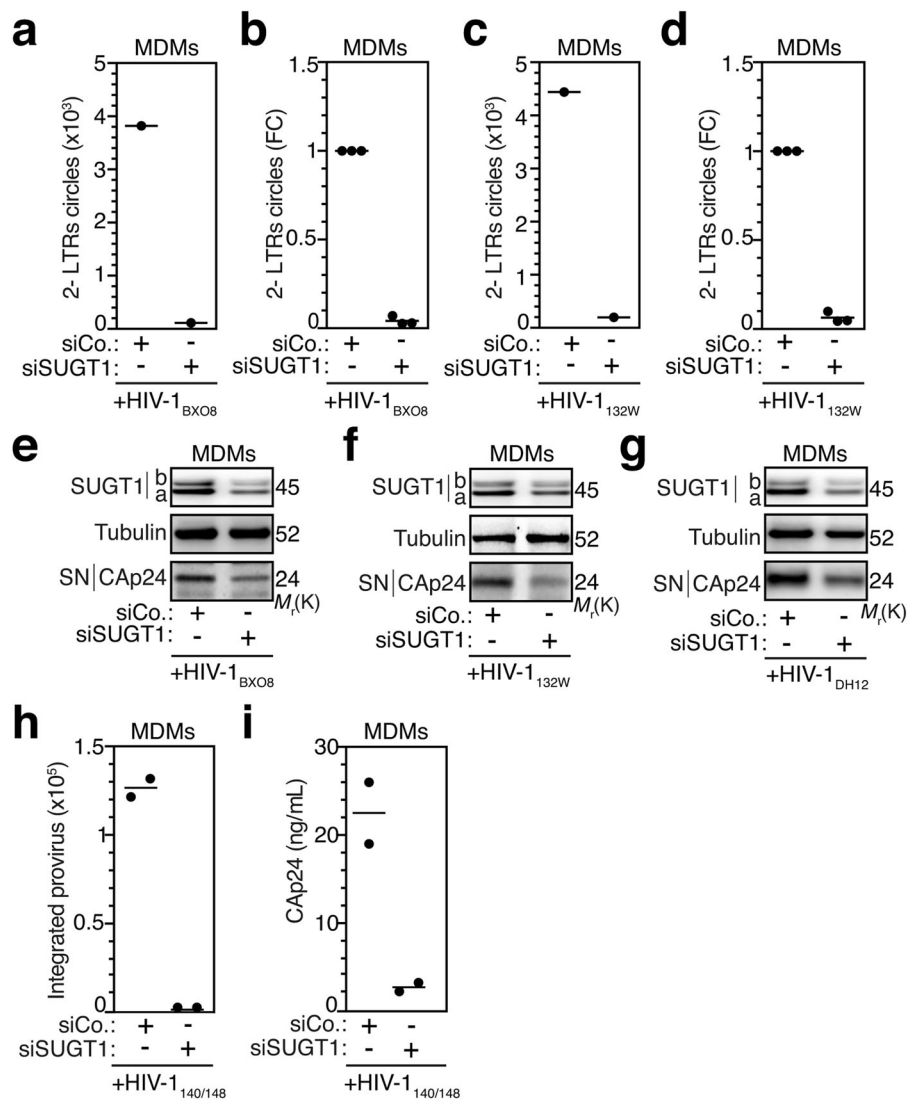 a
MDMs
2- LTRs circles (x10³)
5
4
3
2
1
0
siCo.: + -
siSUGT1: - +
+HIV-1BXO8
b
MDMs
2- LTRs circles (FC)
1.5
1
0.5
0
+ -
- +
+HIV-1BXO8
c
MDMs
2- LTRs circles (x10³)
5
4
3
2
1
0
+ -
- +
+HIV-1132W
d
MDMs
2- LTRs circles (FC)
1.5
1
0.5
0
+ -
- +
+HIV-1132W
e
MDMs
SUGT1 b
a
45
Tubulin 52
SN|CAp24 24
Mr(K)
siCo.: + -
siSUGT1: - +
+HIV-1BXO8
f
MDMs
SUGT1 b
a
45
Tubulin 52
SN|CAp24 24
Mr(K)
siCo.: + -
siSUGT1: - +
+HIV-1132W
g
MDMs
SUGT1 b
a
45
Tubulin 52
SN|CAp24 24
Mr(K)
siCo.: + -
siSUGT1: - +
+HIV-1DH12
h
MDMs
Integrated provirus (x10⁵)
1.5
1
0.5
0
siCo.: + -
siSUGT1: - +
+HIV-1140/148
i
MDMs
CAp24 (ng/mL)
30
20
10
0
siCo.: + -
siSUGT1: - +
+HIV-1140/148